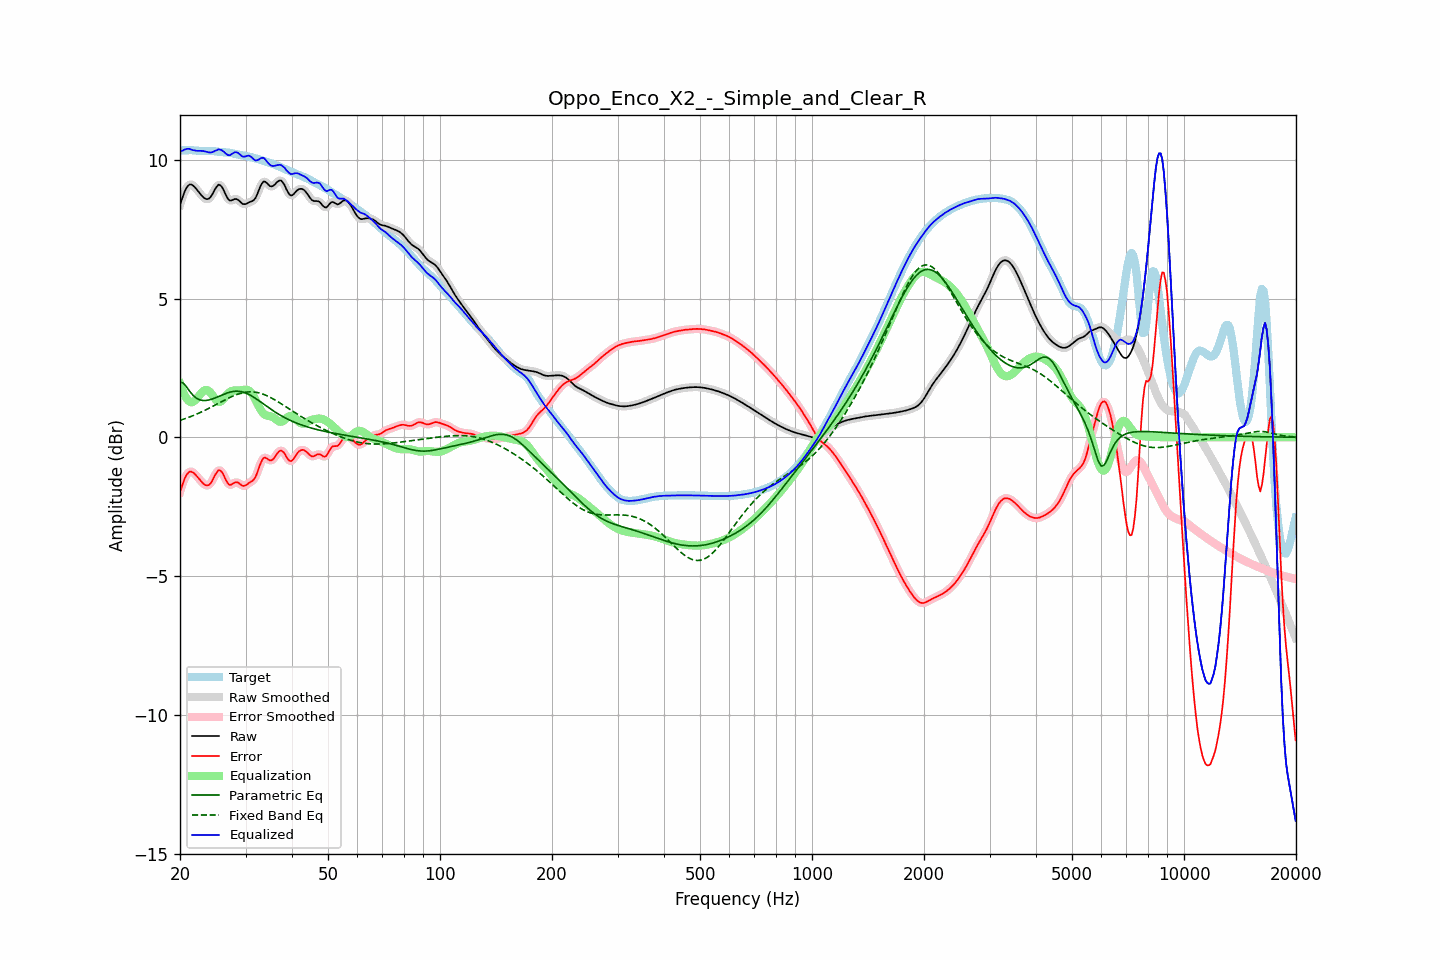 Oppo_Enco_X2_-_Simple_and_Clear_R
Amplitude (dBr)
10
5
0
−5
−10
−15
Target
Raw Smoothed
Error Smoothed
Raw
Error
Equalization
Parametric Eq
Fixed Band Eq
Equalized
20 50 100 200 500 1000 2000 5000 10000 20000
Frequency (Hz)